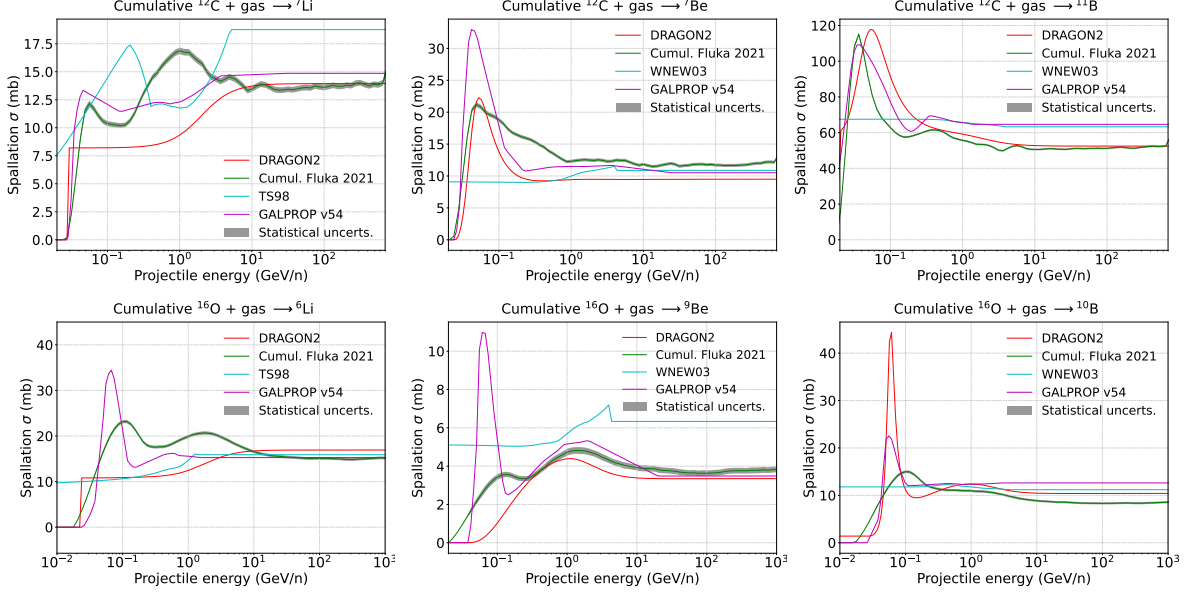 Cumulative ¹²C + gas ⟶ ⁷Li
Spallation σ (mb)
17.5
15.0
12.5
10.0
7.5
5.0
2.5
0.0
DRAGON2
Cumul. Fluka 2021
TS98
GALPROP v54
Statistical uncerts.
10⁻¹ 10⁰ 10¹ 10²
Projectile energy (GeV/n)
Cumulative ¹²C + gas ⟶ ⁷Be
Spallation σ (mb)
30
25
20
15
10
5
0
DRAGON2
Cumul. Fluka 2021
WNEW03
GALPROP v54
Statistical uncerts.
10⁻¹ 10⁰ 10¹ 10²
Projectile energy (GeV/n)
Cumulative ¹²C + gas ⟶ ¹¹B
Spallation σ (mb)
120
100
80
60
40
20
0
DRAGON2
Cumul. Fluka 2021
WNEW03
GALPROP v54
Statistical uncerts.
10⁻¹ 10⁰ 10¹ 10²
Projectile energy (GeV/n)
Cumulative ¹⁶O + gas ⟶ ⁶Li
Spallation σ (mb)
40
30
20
10
0
DRAGON2
Cumul. Fluka 2021
TS98
GALPROP v54
Statistical uncerts.
10⁻² 10⁻¹ 10⁰ 10¹ 10² 10³
Projectile energy (GeV/n)
Cumulative ¹⁶O + gas ⟶ ⁹Be
Spallation σ (mb)
10
8
6
4
2
0
DRAGON2
Cumul. Fluka 2021
WNEW03
GALPROP v54
Statistical uncerts.
10⁻¹ 10⁰ 10¹ 10² 10³
Projectile energy (GeV/n)
Cumulative ¹⁶O + gas ⟶ ¹⁰B
Spallation σ (mb)
40
30
20
10
0
DRAGON2
Cumul. Fluka 2021
WNEW03
GALPROP v54
Statistical uncerts.
10⁻² 10⁻¹ 10⁰ 10¹ 10² 10³
Projectile energy (GeV/n)